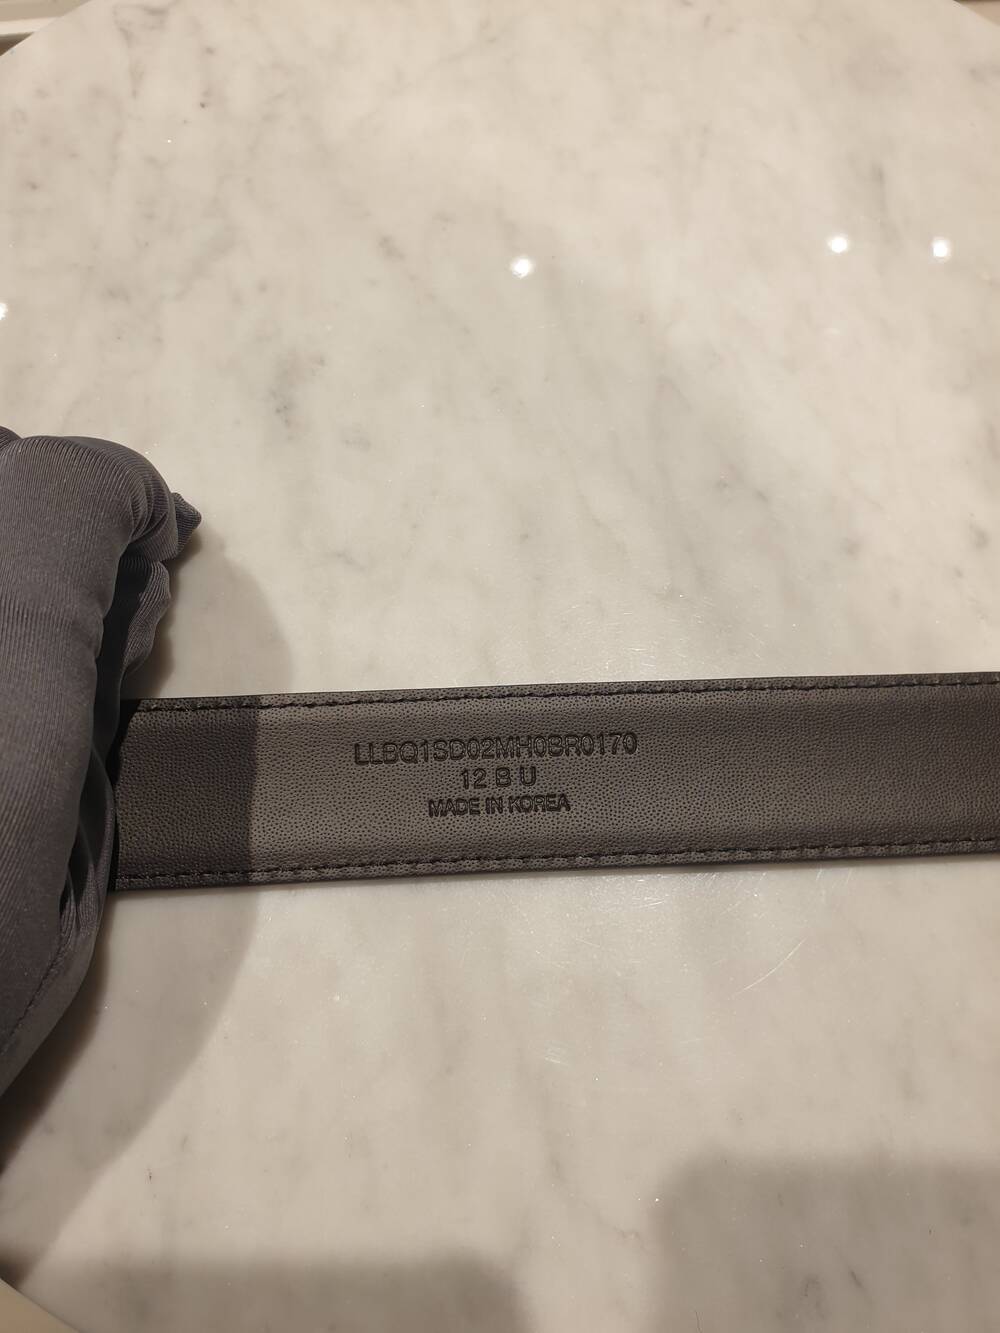 LLBQ1SD02MH0BR0170
12 B U
MADE IN KOREA